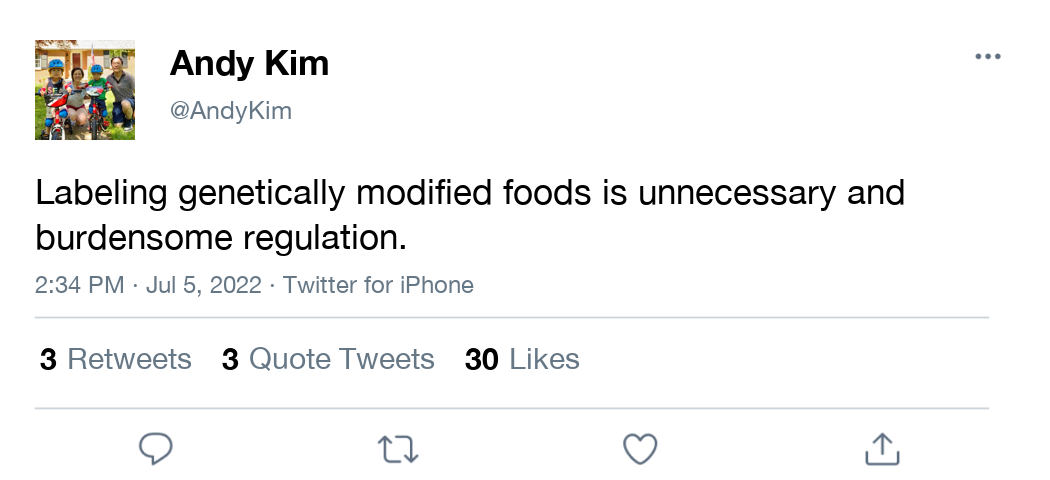 Andy Kim
@AndyKim
Labeling genetically modified foods is unnecessary and
burdensome regulation.
2:34 PM · Jul 5, 2022 · Twitter for iPhone
3 Retweets 3 Quote Tweets 30 Likes